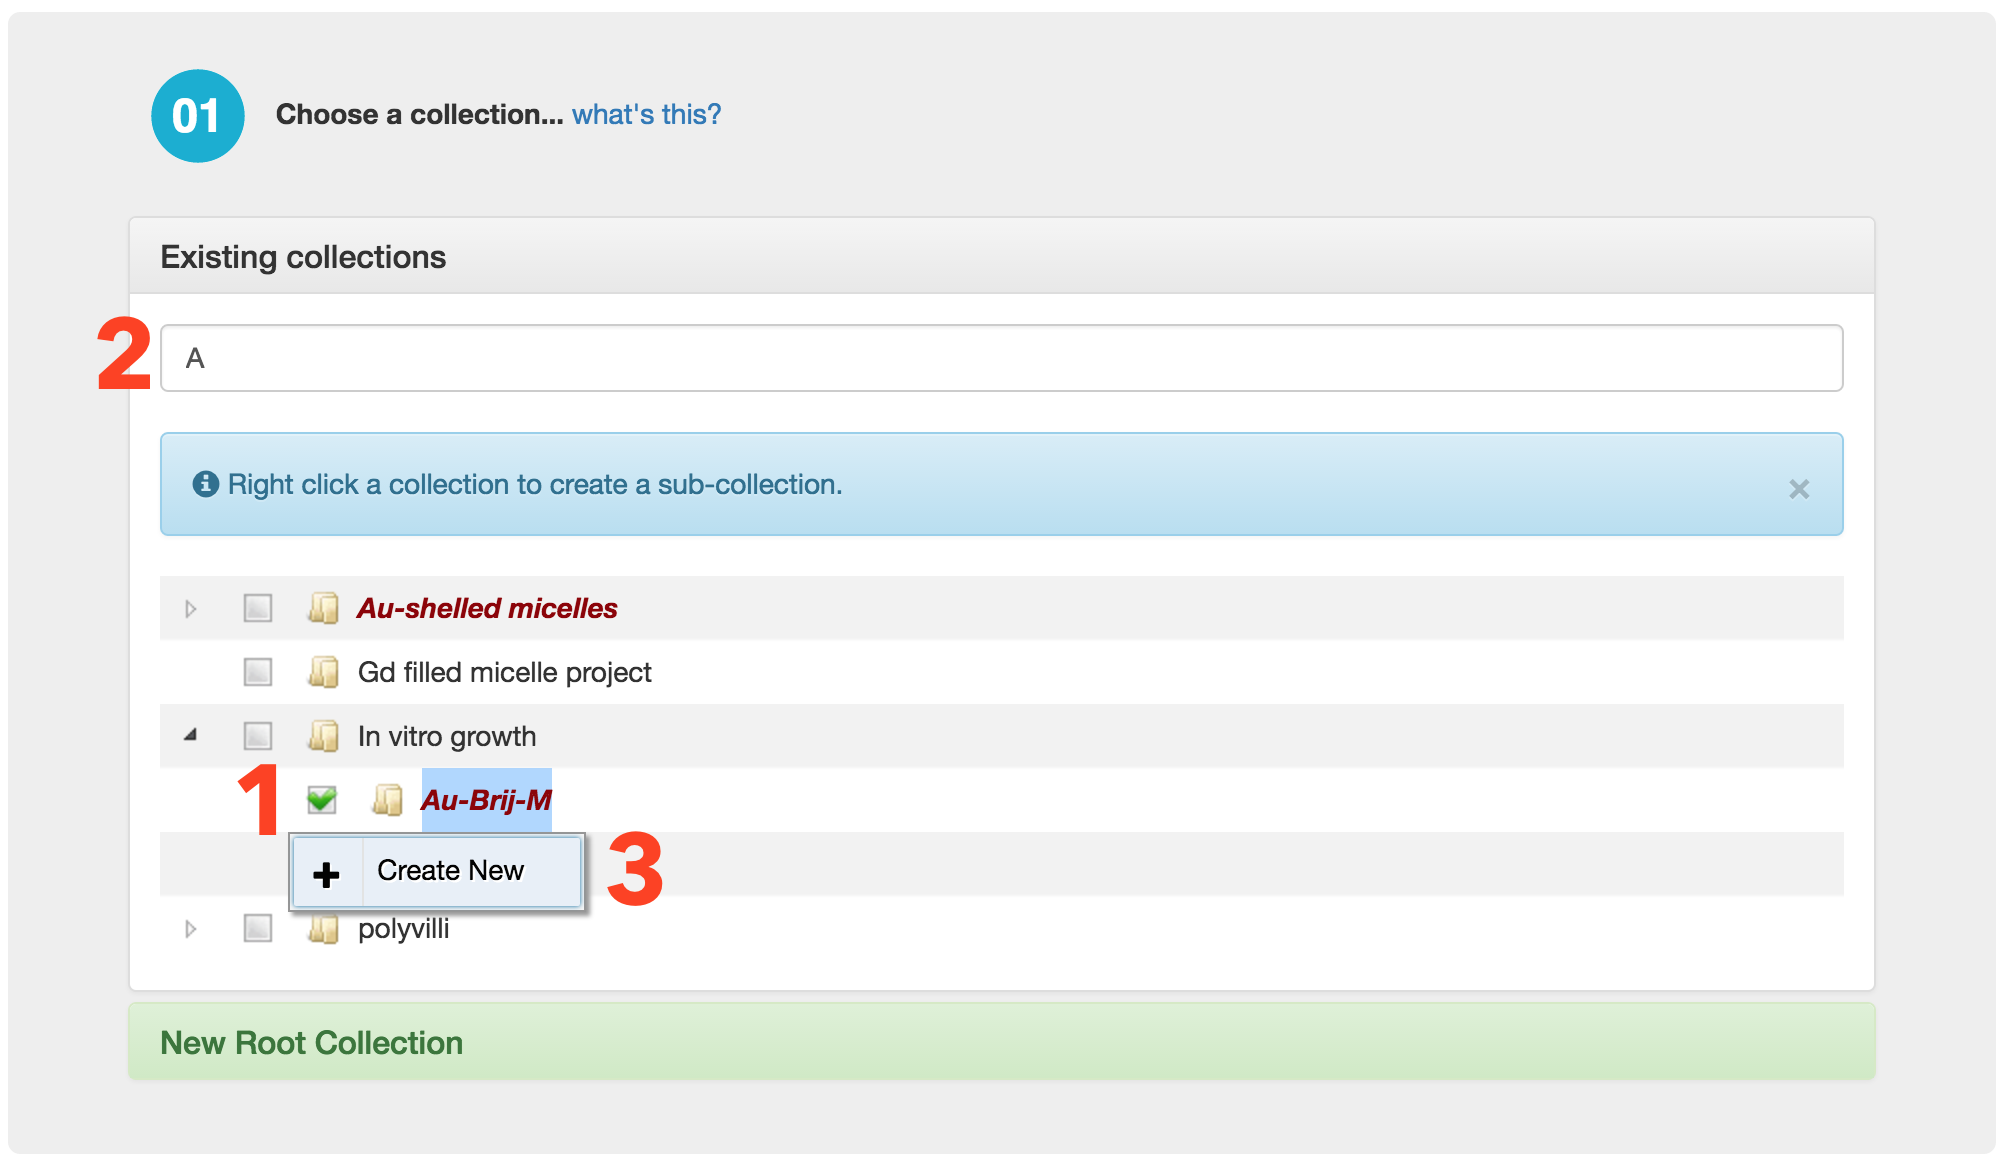 01
Choose a collection... what's this?
Existing collections
2
A
Right click a collection to create a sub-collection.
Au-shelled micelles
Gd filled micelle project
In vitro growth
1
Au-Brij-M
Create New
3
polyvilli
New Root Collection